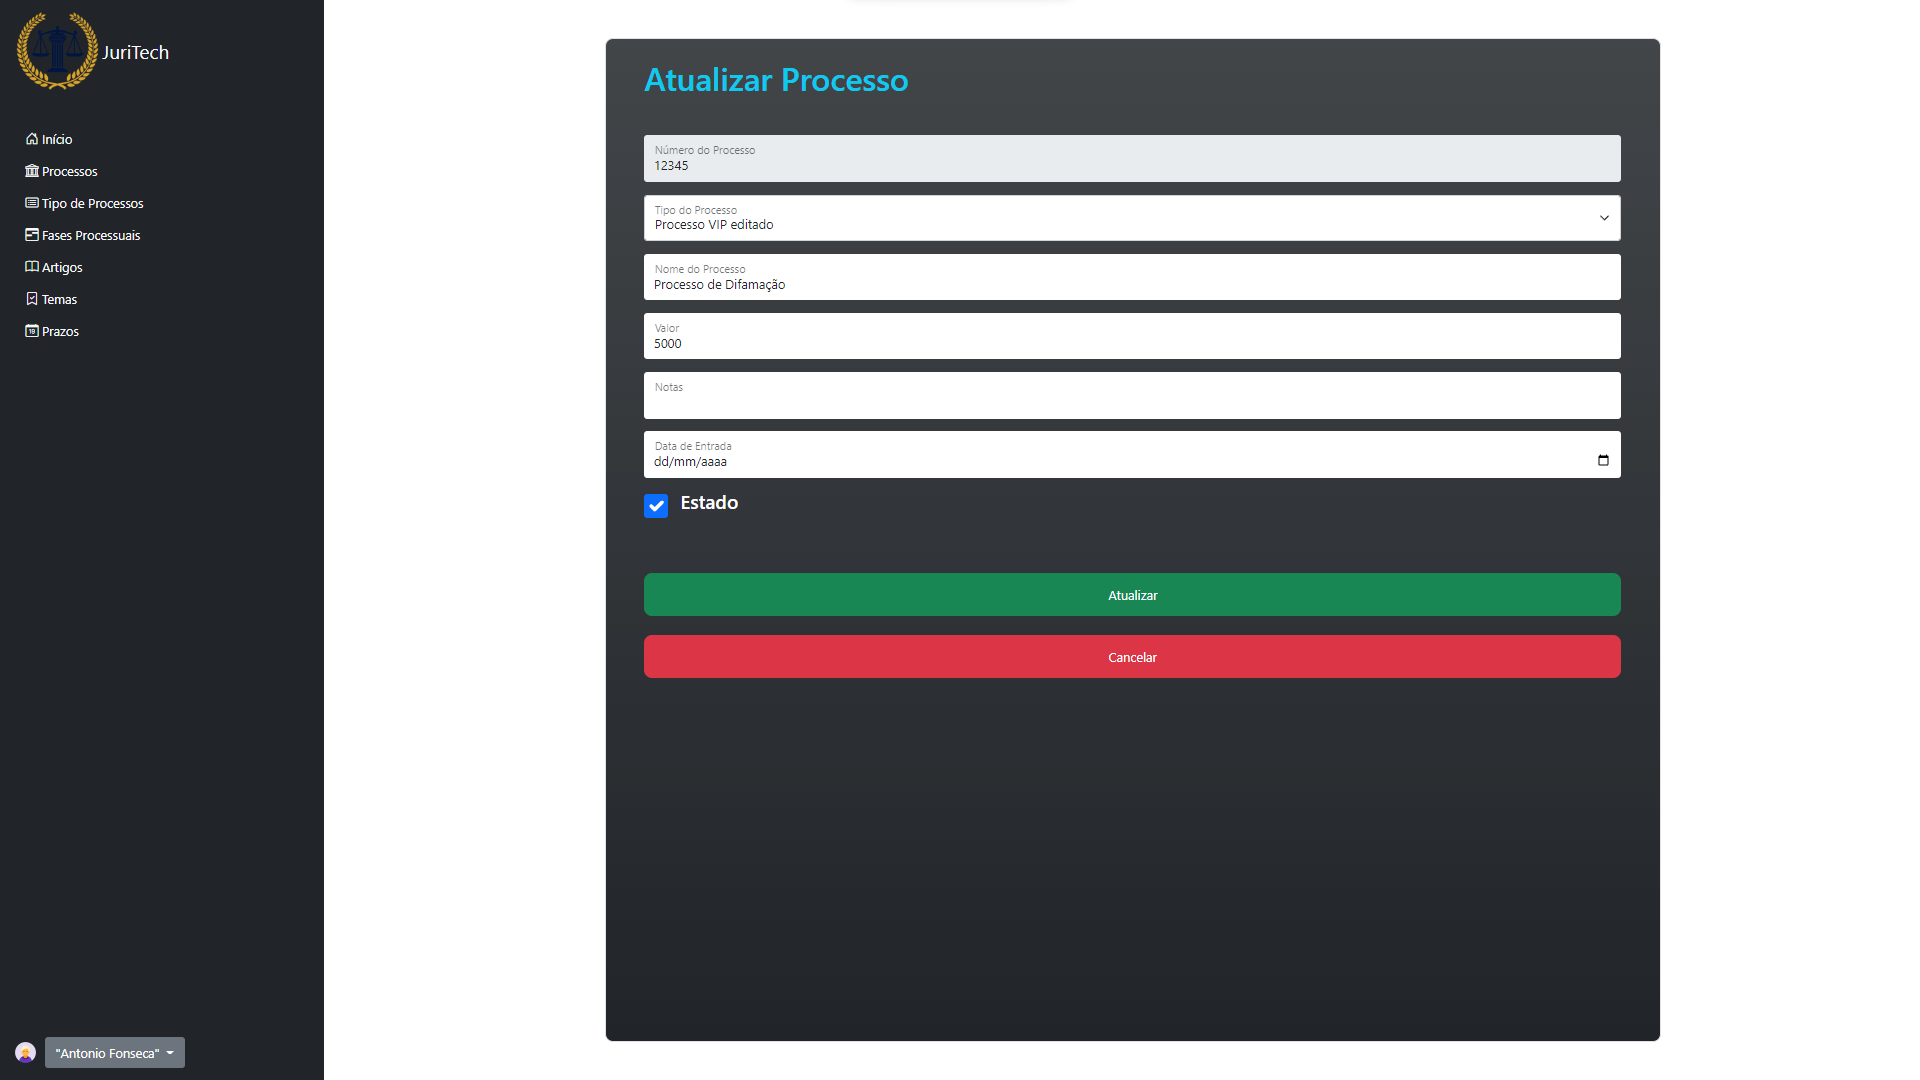 JuriTech
Início
Processos
Tipo de Processos
Fases Processuais
Artigos
Temas
Prazos
"Antonio Fonseca"
Atualizar Processo
Número do Processo
12345
Tipo do Processo
Processo VIP editado
Nome do Processo
Processo de Difamação
Valor
5000
Notas
Data de Entrada
dd/mm/aaaa
Estado
Atualizar
Cancelar